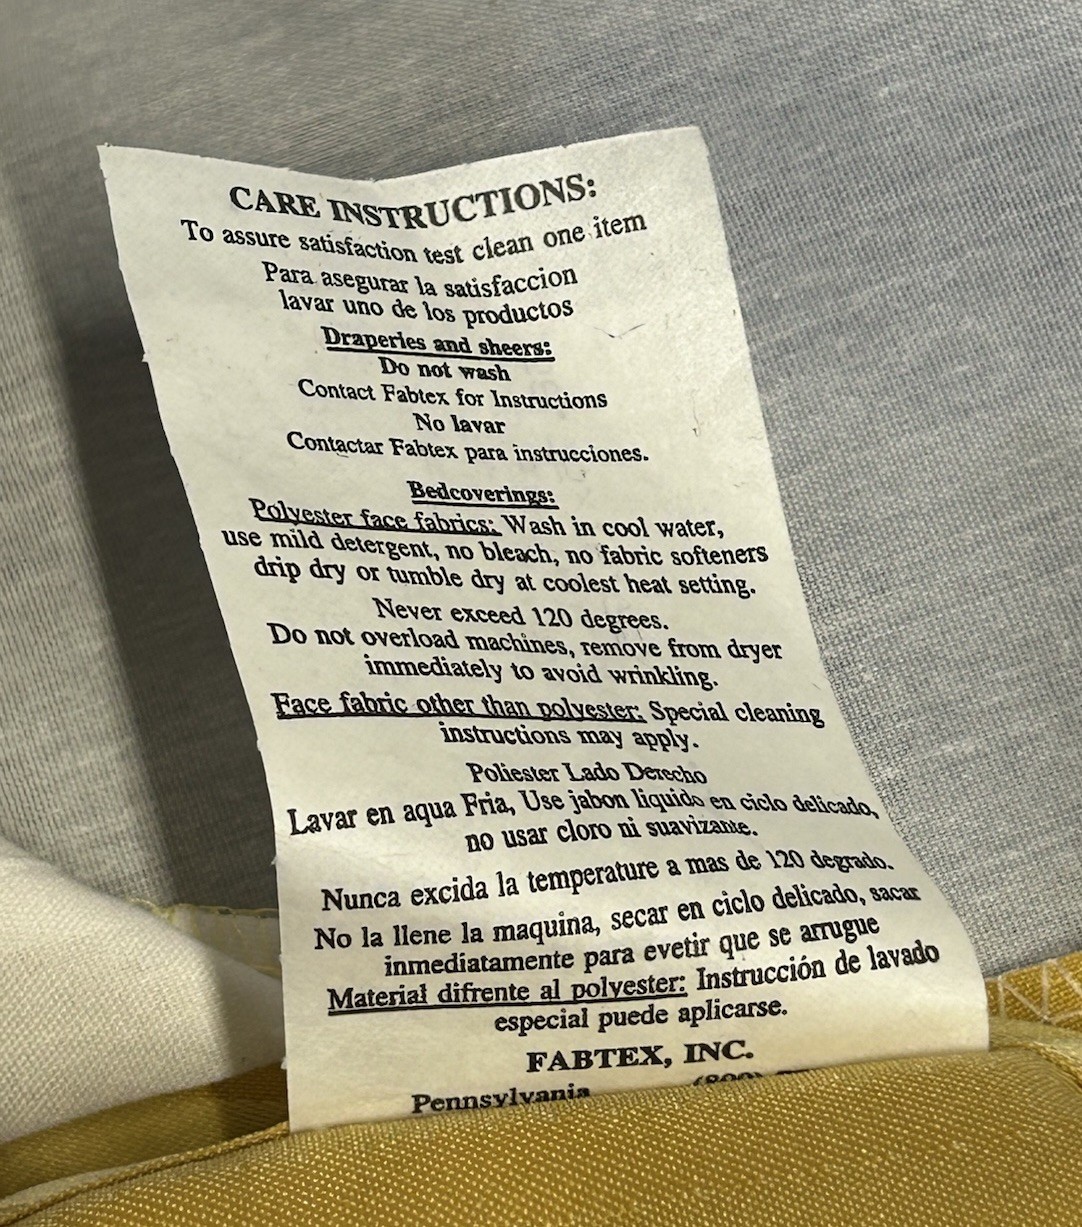 CARE INSTRUCTIONS:
To assure satisfaction test clean one item
Para asegurar la satisfaccion
lavar uno de los productos
Draperies and sheers:
Do not wash
Contact Fabtex for Instructions
No lavar
Contactar Fabtex para instrucciones.
Bedcoverings:
Polyester face fabrics: Wash in cool water,
use mild detergent, no bleach, no fabric softeners
drip dry or tumble dry at coolest heat setting.
Never exceed 120 degrees.
Do not overload machines, remove from dryer
immediately to avoid wrinkling.
Face fabric other than polyester: Special cleaning
instructions may apply.
Poliester Lado Derecho
Lavar en aqua Fria, Use jabon liquido en ciclo delicado,
no usar cloro ni suavizante.
Nunca excida la temperature a mas de 120 degrado.
No la llene la maquina, secar en ciclo delicado, sacar
inmediatamente para evetir que se arrugue
Material difrente al polyester: Instrucción de lavado
especial puede aplicarse.
FABTEX, INC.
Pennsylvania (800)